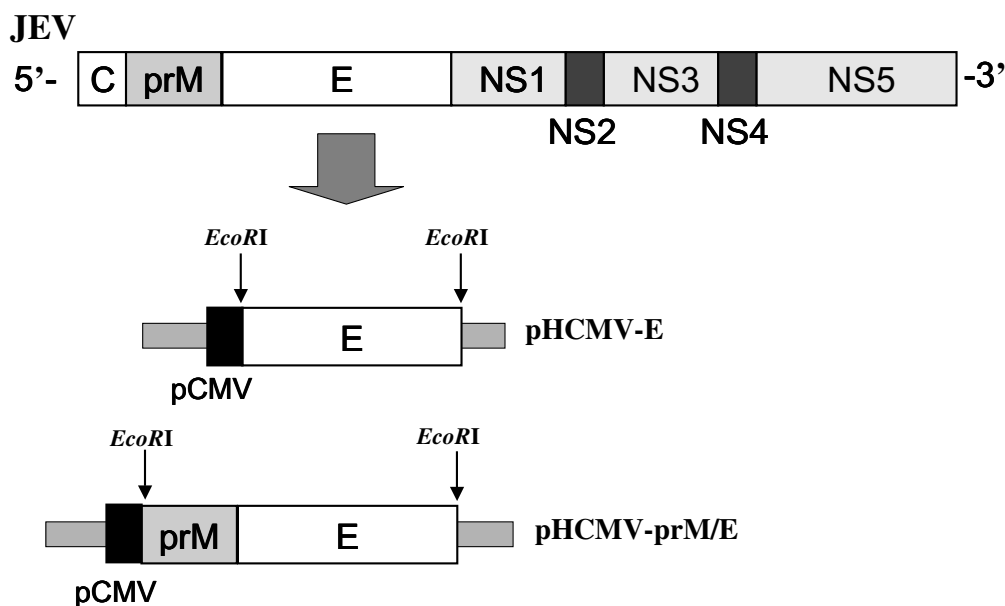 JEV
5’- C prM E NS1 NS3 NS5 -3’
NS2 NS4
EcoRI EcoRI
E pHCMV-E
pCMV
EcoRI EcoRI
prM E pHCMV-prM/E
pCMV